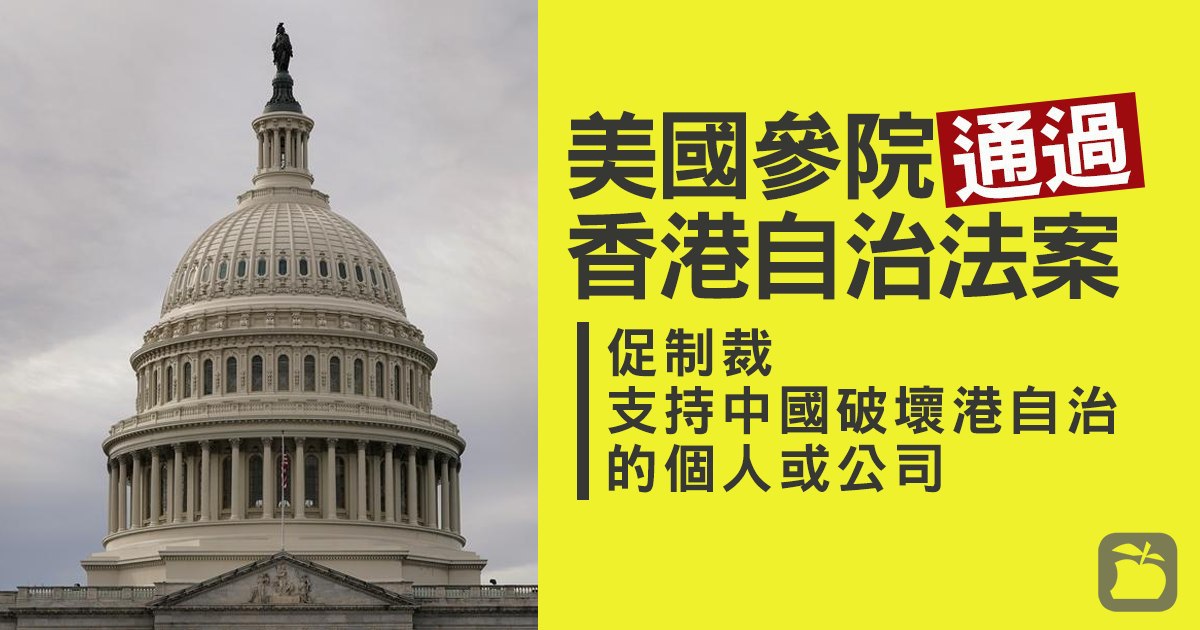 美國參院通過
香港自治法案
促制裁
支持中國破壞港自治
的個人或公司